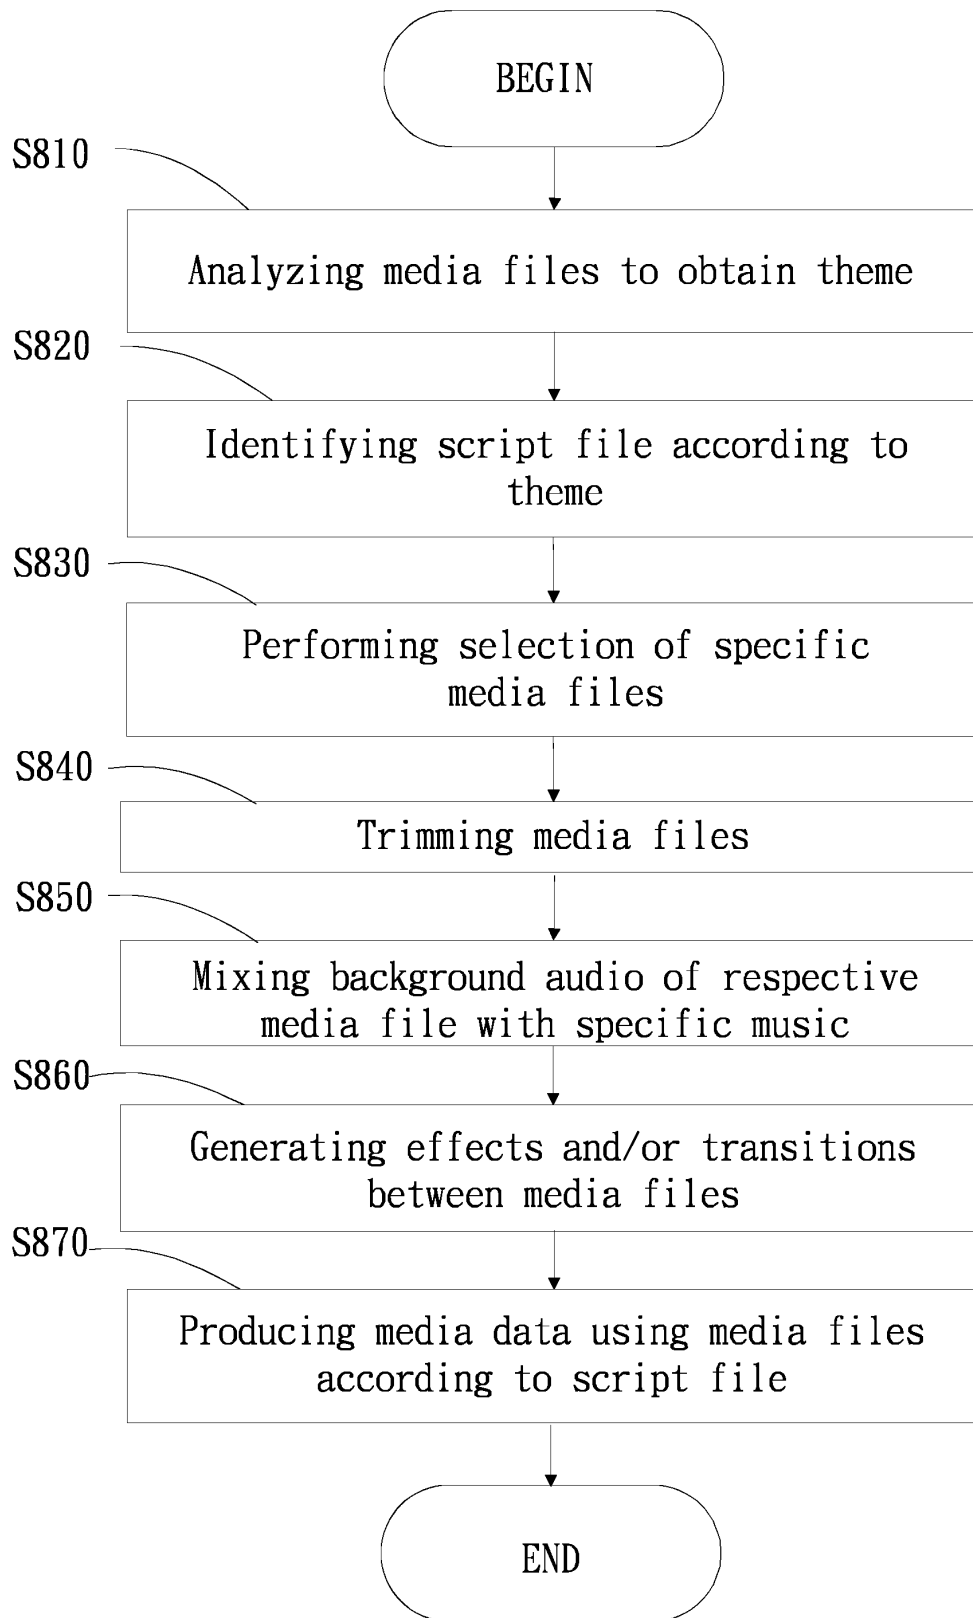 BEGIN
S810
Analyzing media files to obtain theme
S820
Identifying script file according to
theme
S830
Performing selection of specific
media files
S840
Trimming media files
S850
Mixing background audio of respective
media file with specific music
S860
Generating effects and/or transitions
between media files
S870
Producing media data using media files
according to script file
END